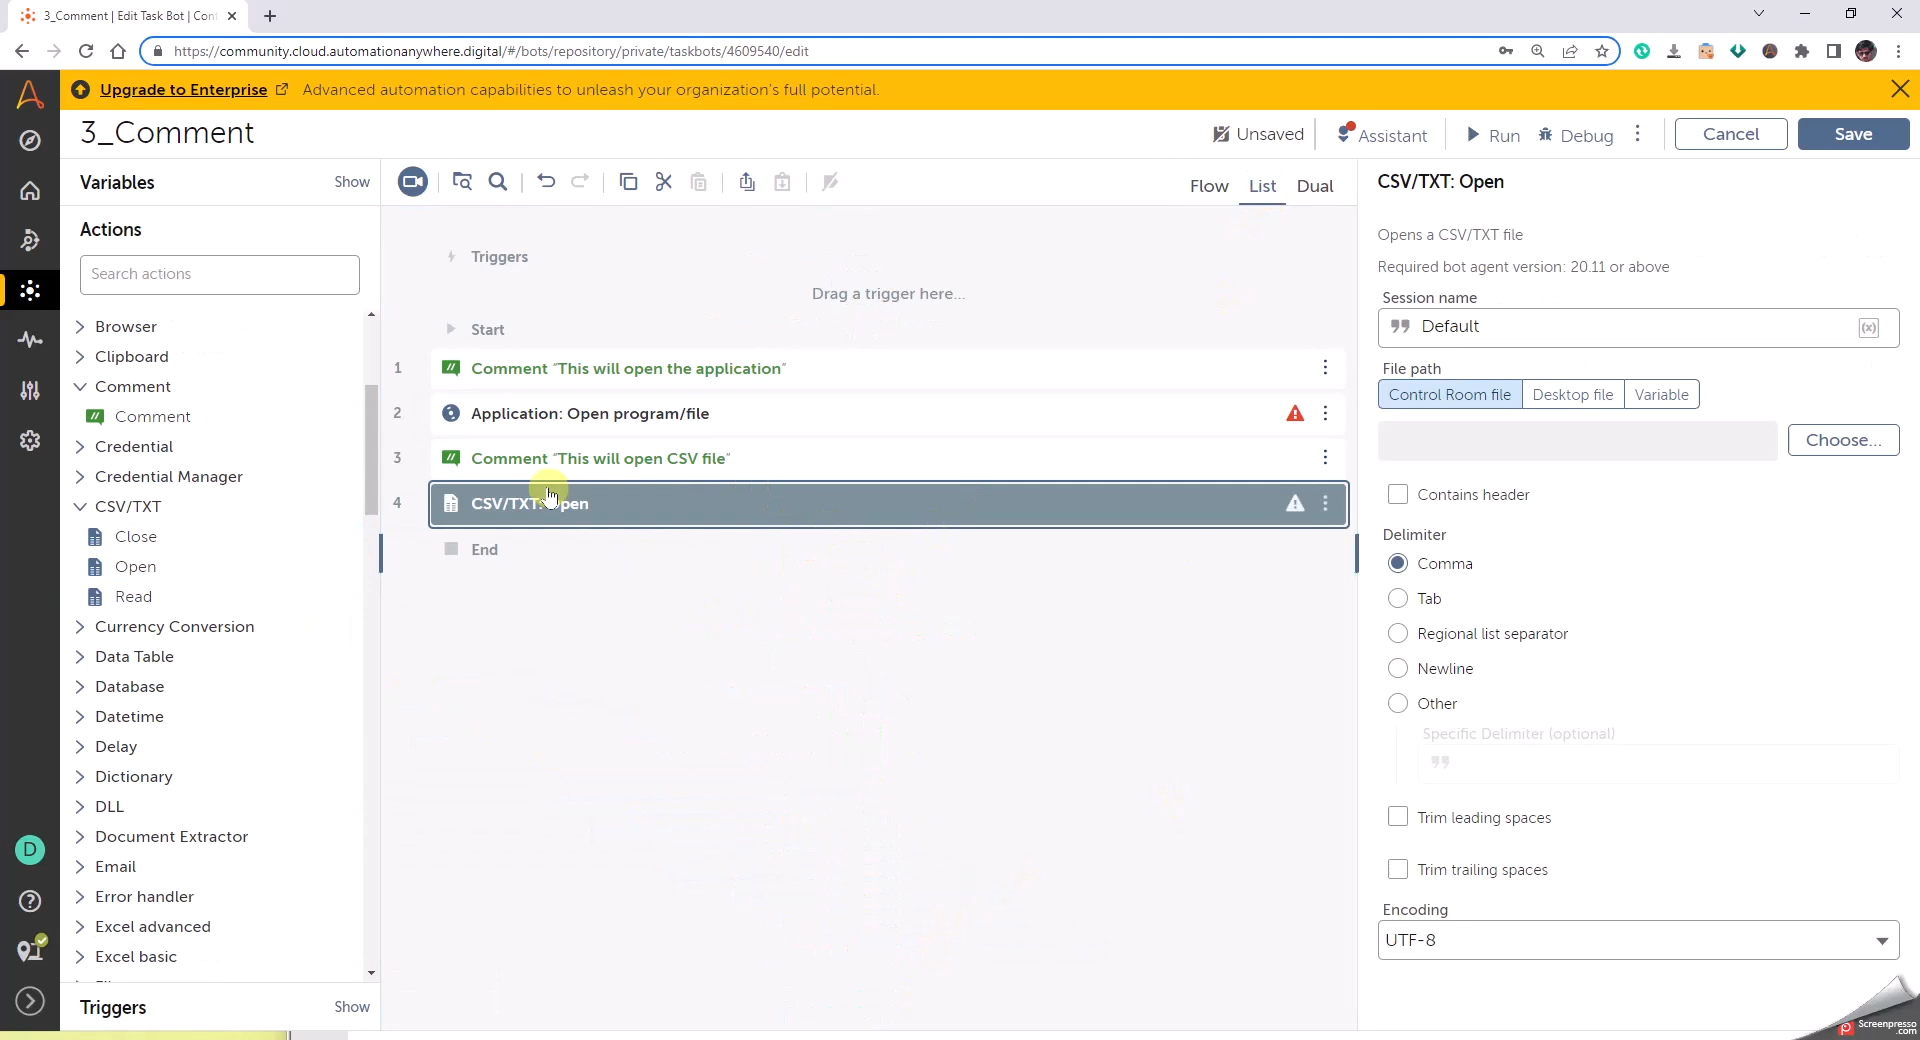 3_Comment | Edit Task Bot | Cont
https://community.cloud.automationanywhere.digital/#/bots/repository/private/taskbots/4609540/edit
Upgrade to Enterprise Advanced automation capabilities to unleash your organization's full potential.
3_Comment
Unsaved
Assistant
Run
Debug
Cancel
Save
Variables
Show
Actions
Search actions
Browser
Clipboard
Comment
Comment
Credential
Credential Manager
CSV/TXT
Close
Open
Read
Currency Conversion
Data Table
Database
Datetime
Delay
Dictionary
DLL
Document Extractor
Email
Error handler
Excel advanced
Excel basic
Triggers
Show
D
Flow
List
Dual
Triggers
Drag a trigger here...
Start
1 Comment "This will open the application"
2 Application: Open program/file
3 Comment "This will open CSV file"
4 CSV/TXT: Open
End
CSV/TXT: Open
Opens a CSV/TXT file
Required bot agent version: 20.11 or above
Session name
Default
(x)
File path
Control Room file
Desktop file
Variable
Choose...
Contains header
Delimiter
Comma
Tab
Regional list separator
Newline
Other
Specific Delimiter (optional)
Trim leading spaces
Trim trailing spaces
Encoding
UTF-8
Screenpresso
.com